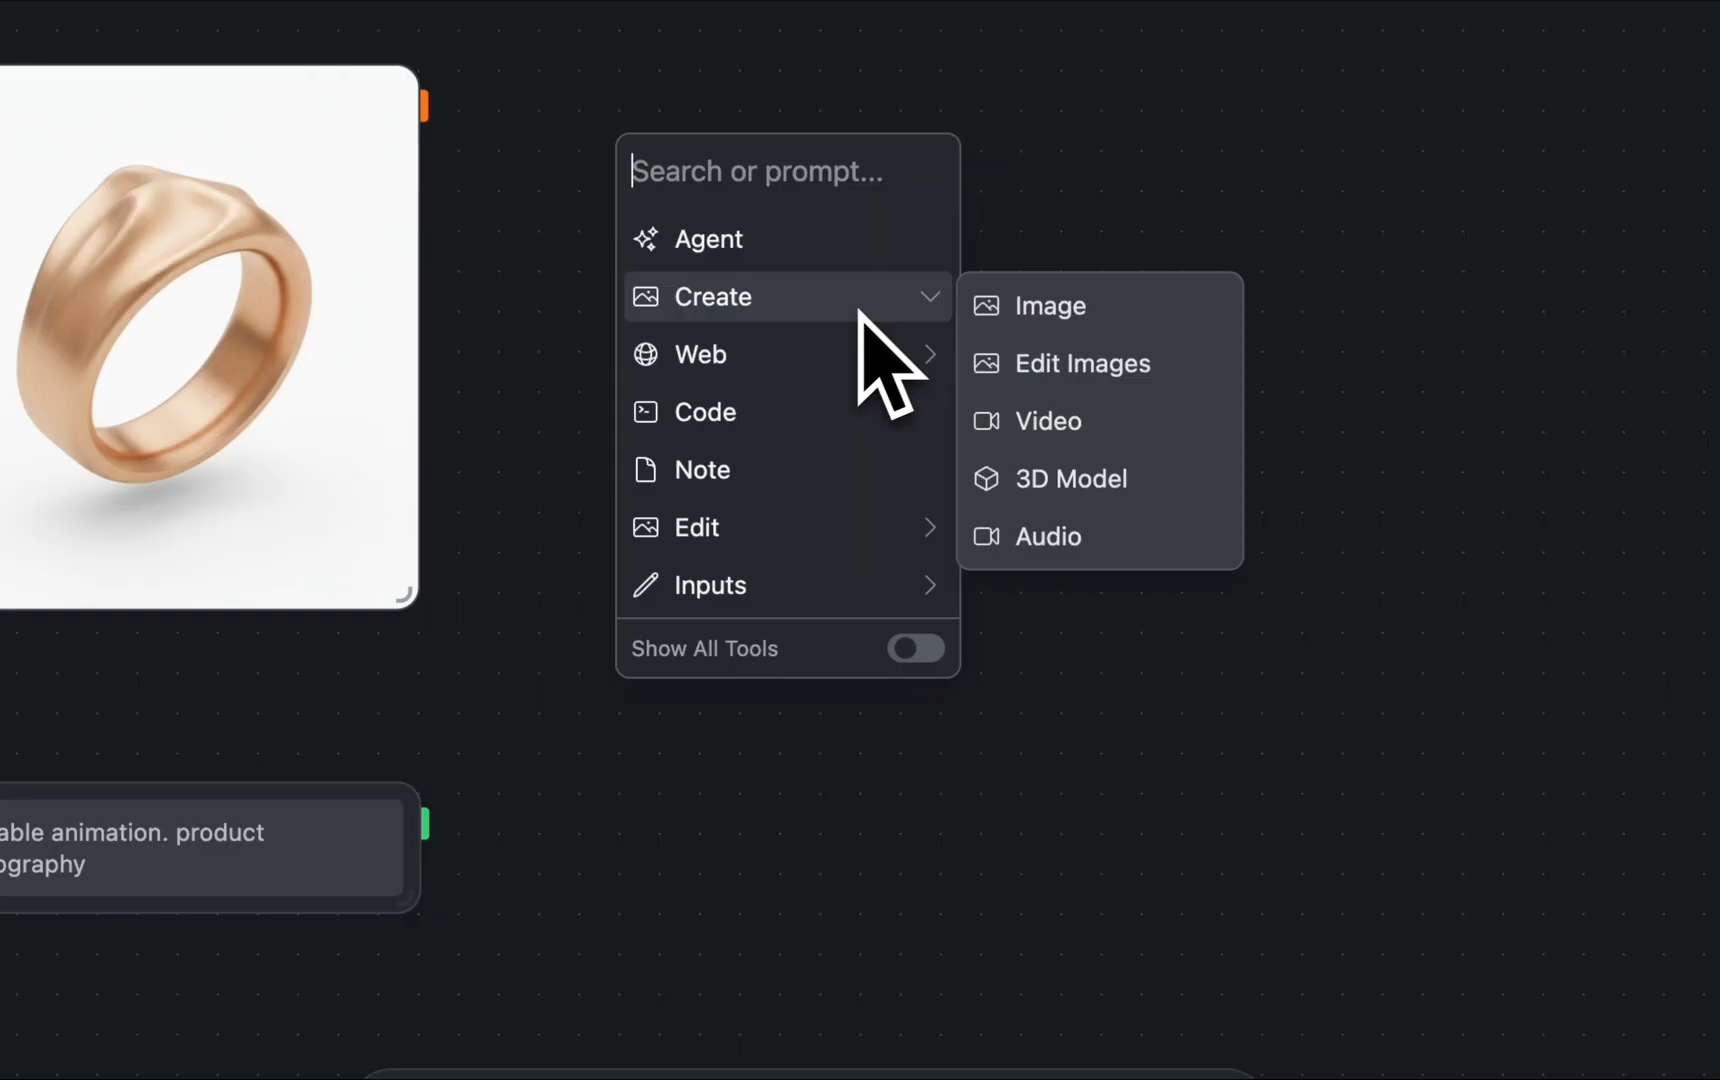 Search or prompt...
Agent
Create
Web
Code
Note
Edit
Inputs
Show All Tools
Image
Edit Images
Video
3D Model
Audio
able animation. product
ography